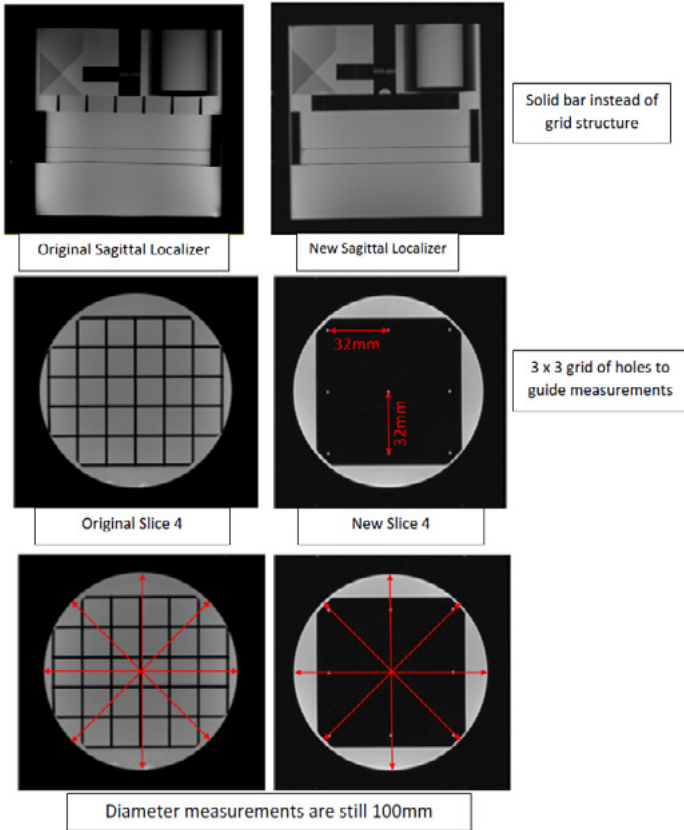 Solid bar instead of
grid structure
Original Sagittal Localizer
New Sagittal Localizer
32mm
32mm
3 x 3 grid of holes to
guide measurements
Original Slice 4
New Slice 4
Diameter measurements are still 100mm